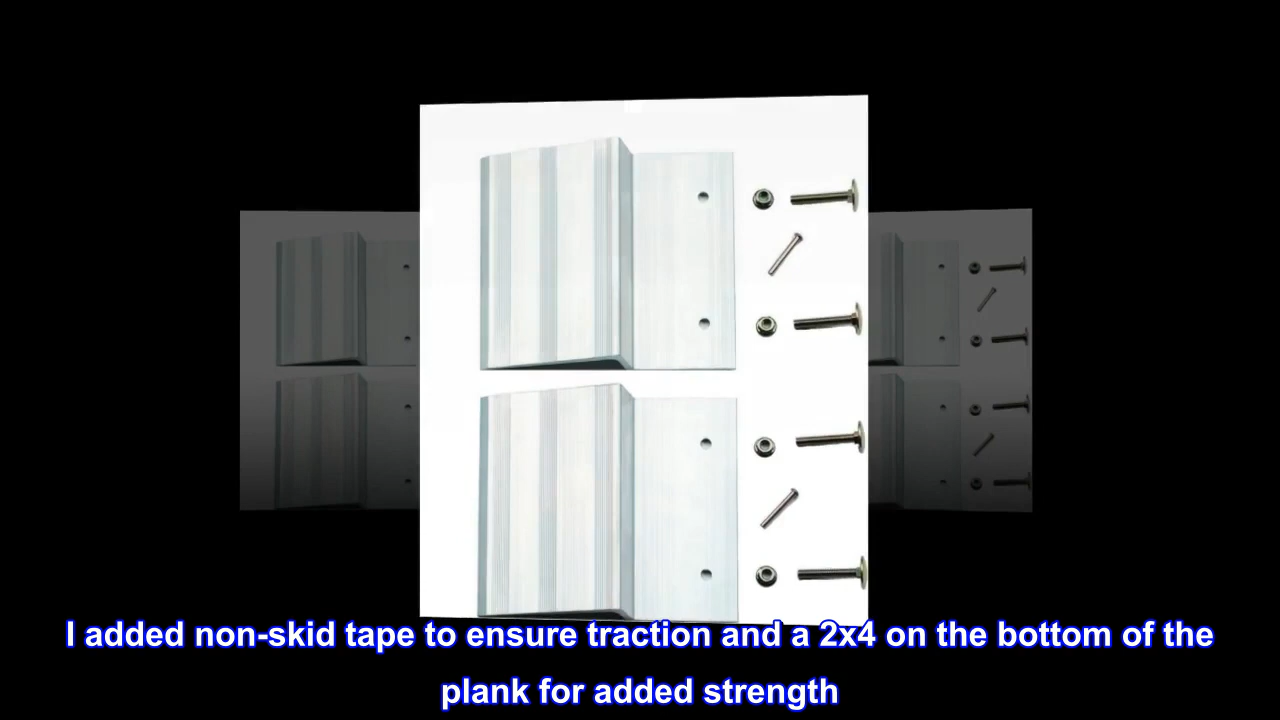 I added non-skid tape to ensure traction and a 2x4 on the bottom of the
plank for added strength